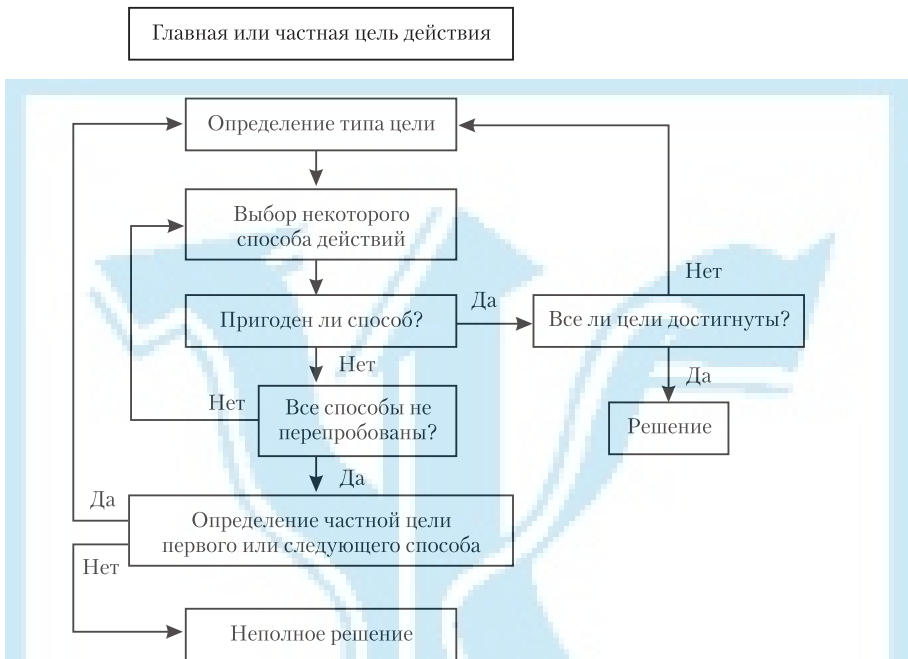 Главная или частная цель действия
Определение типа цели
Выбор некоторого
способа действий
Нет
Да
Пригоден ли способ?
Все ли цели достигнуты?
Нет
Да
Нет
Все способы не
перепробованы?
Решение
Да
Да
Определение частной цели
первого или следующего способа
Нет
Неполное решение